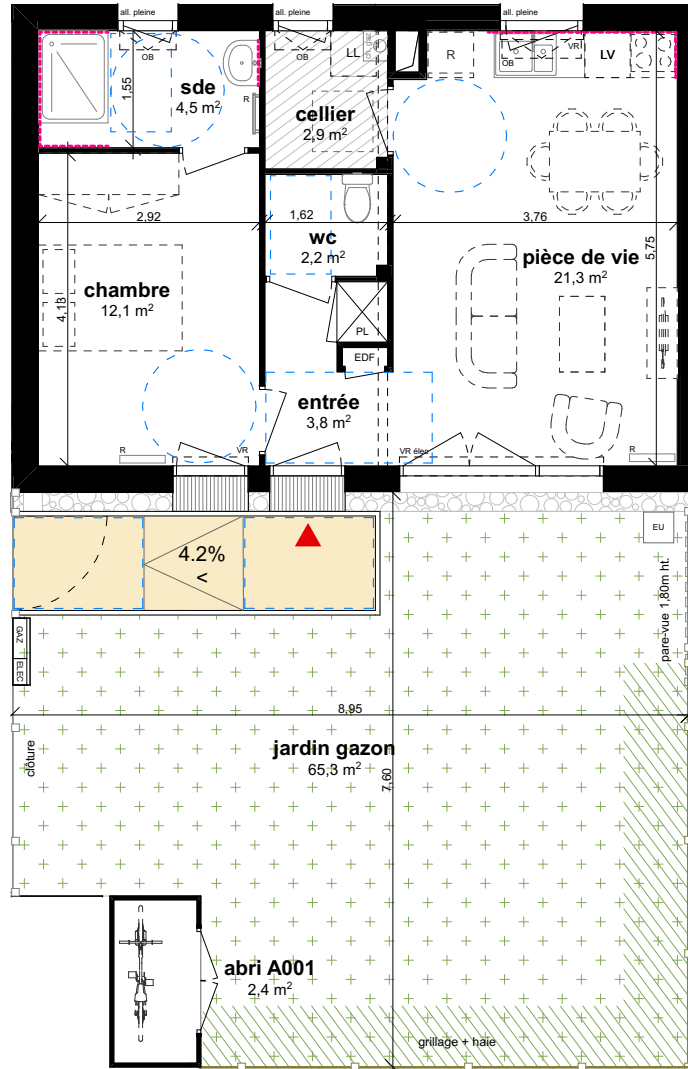 all. pleine
all. pleine
all. pleine
OB
OB
LL
R
OB
VR
LV
sde
4,5 m²
1,55
R
cellier
2,9 m²
2,92
1,62
3,76
wc
2,2 m²
pièce de vie
21,3 m²
5,75
chambre
12,1 m²
4,13
PL
EDF
entrée
3,8 m²
R
VR
VR élec
R
EU
4.2%
<
pare-vue 1,80m ht.
GAZ
ELEC
8,95
clôture
jardin gazon
65,3 m²
7,60
abri A001
2,4 m²
grillage + haie